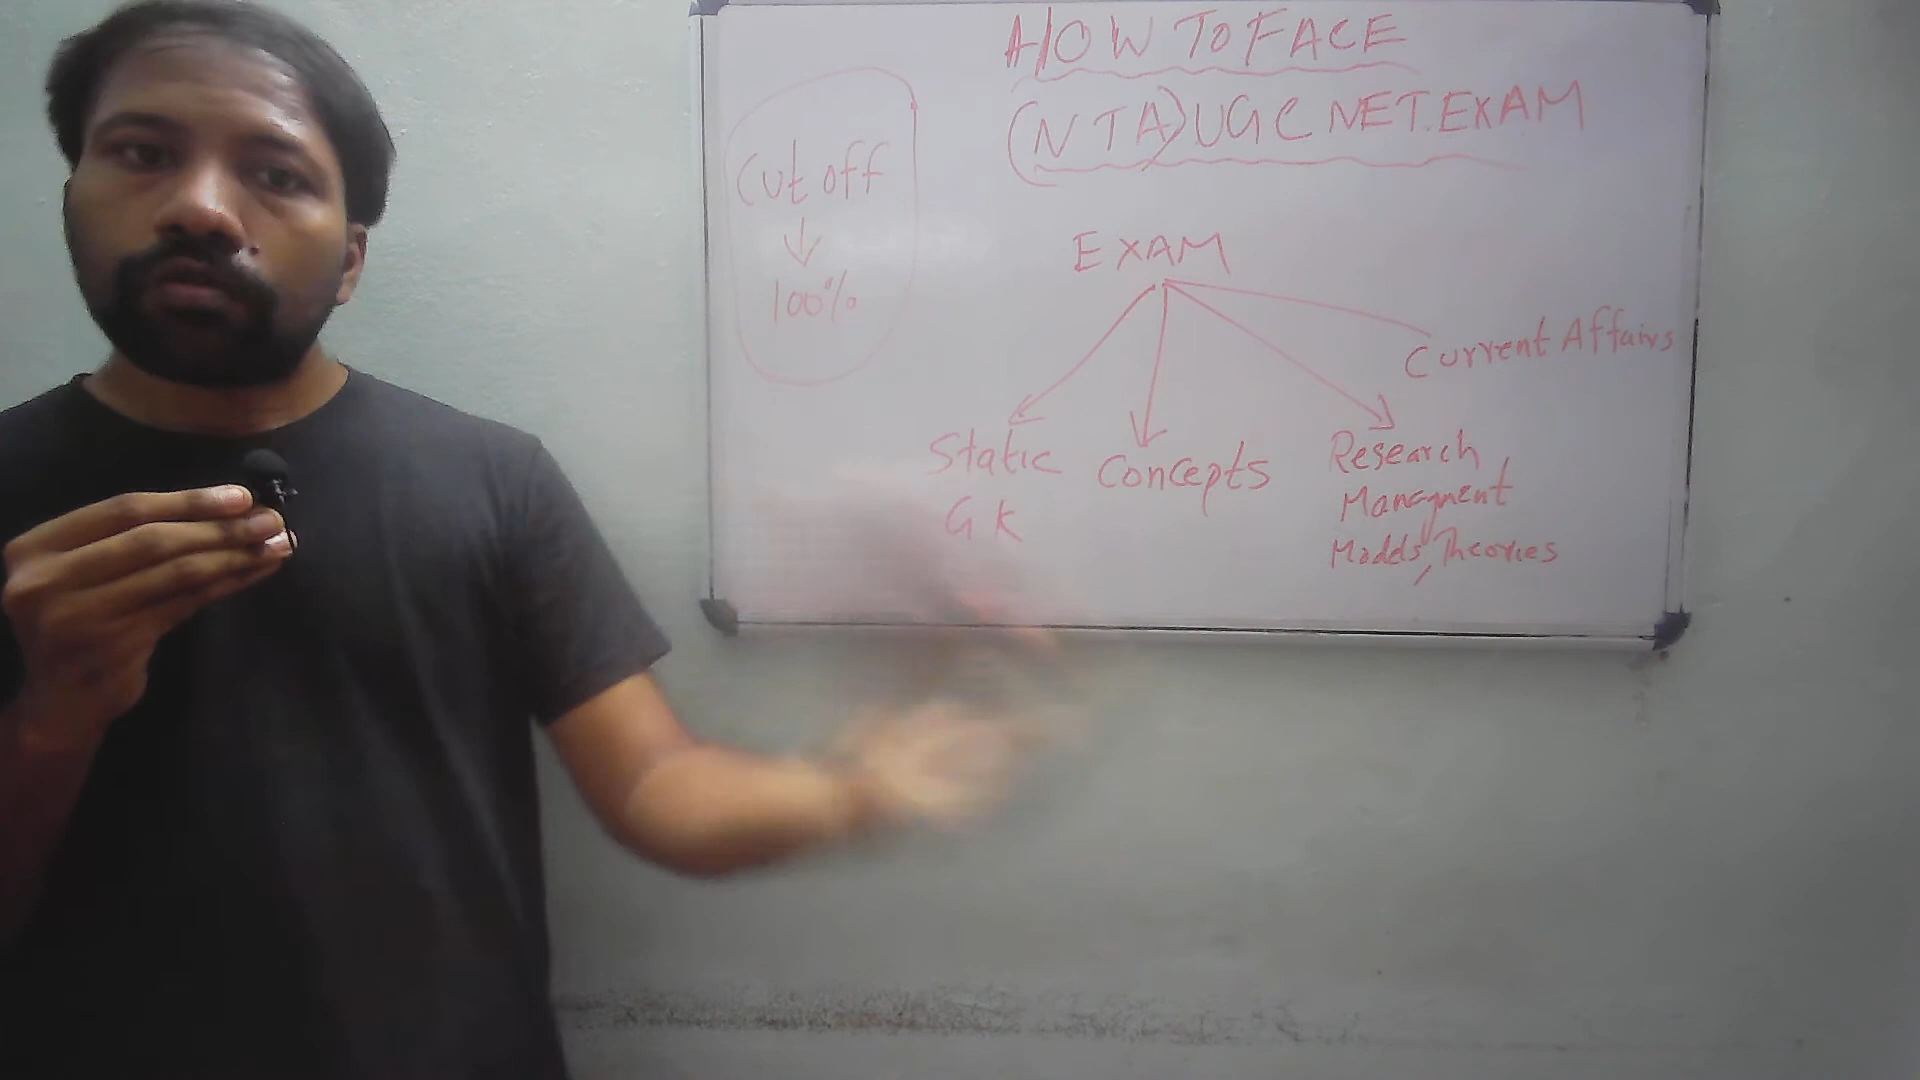 HOW TO FACE
(NTA) UGC NET EXAM
Cut off
↓
100%
EXAM
Current Affairs
Static
GK
Concepts
Research
Managment
Models, Theories